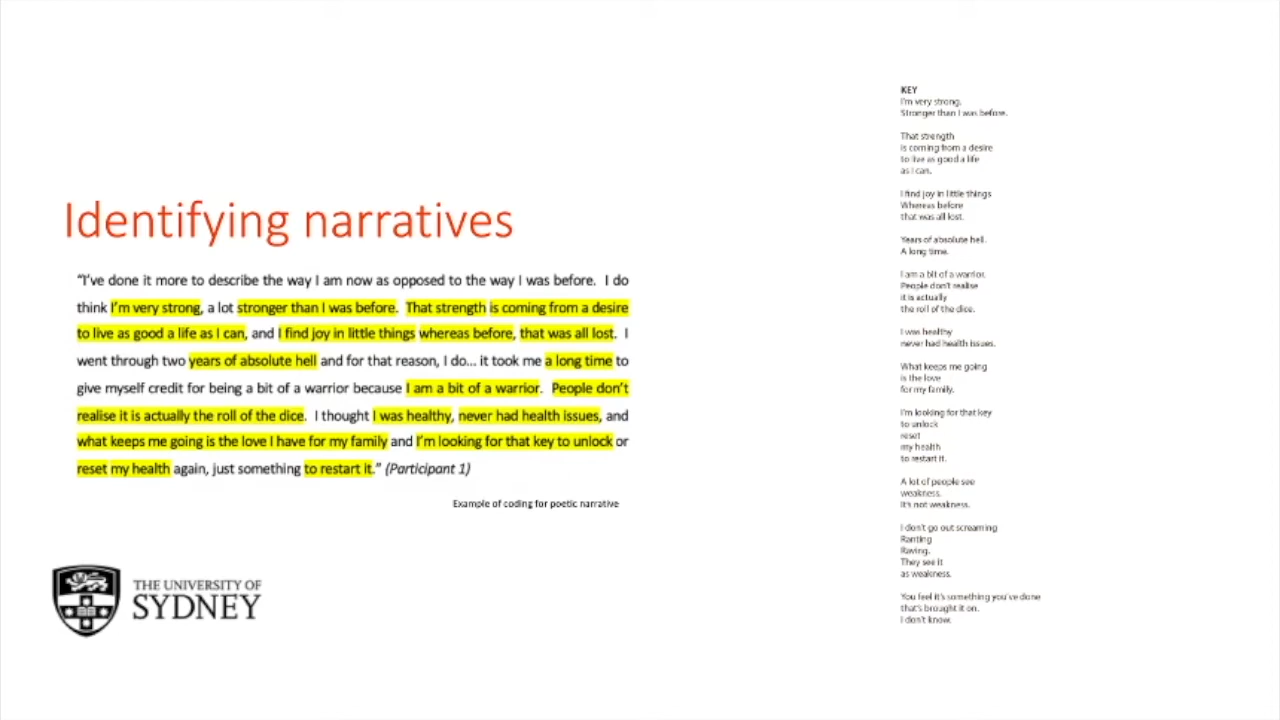 Identifying narratives
“I’ve done it more to describe the way I am now as opposed to the way I was before.  I do
think I’m very strong, a lot stronger than I was before.  That strength is coming from a desire
to live as good a life as I can, and I find joy in little things whereas before, that was all lost.  I
went through two years of absolute hell and for that reason, I do... it took me a long time to
give myself credit for being a bit of a warrior because I am a bit of a warrior.  People don’t
realise it is actually the roll of the dice.  I thought I was healthy, never had health issues, and
what keeps me going is the love I have for my family and I’m looking for that key to unlock or
reset my health again, just something to restart it.” (Participant 1)
Example of coding for poetic narrative
THE UNIVERSITY OF
SYDNEY
KEY
I’m very strong.
Stronger than I was before.
That strength
is coming from a desire
to live as good a life
as I can.
I find joy in little things
Whereas before
that was all lost.
Years of absolute hell.
A long time.
I am a bit of a warrior.
People don’t realise
it is actually
the roll of the dice.
I was healthy
never had health issues.
What keeps me going
is the love
for my family.
I’m looking for that key
to unlock
reset
my health
to restart it.
A lot of people see
weakness.
It’s not weakness.
I don’t go out screaming
Ranting
Raving.
They see it
as weakness.
You feel it’s something you’ve done
that’s brought it on.
I don’t know.